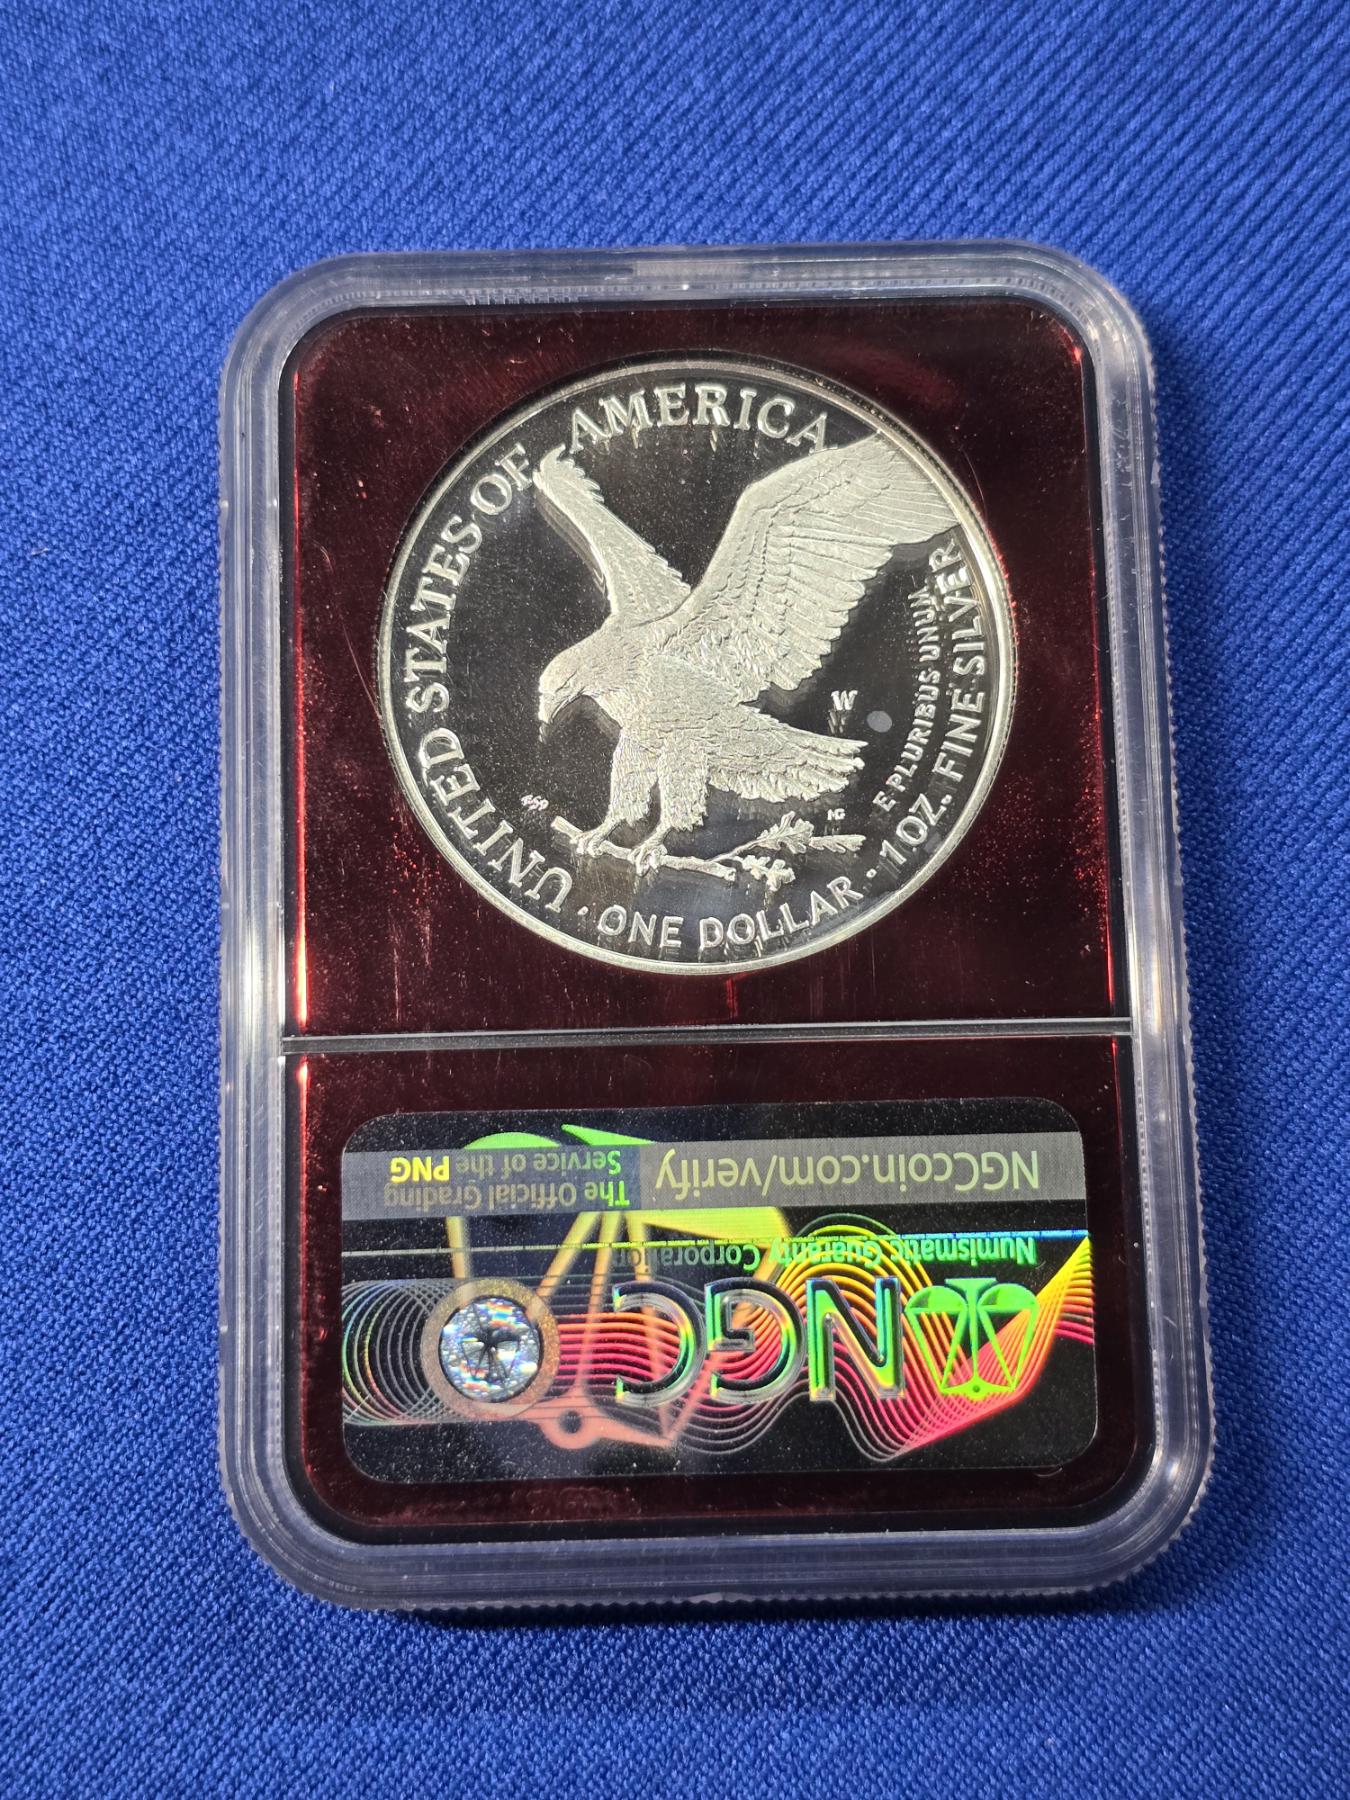 UNITED STATES OF AMERICA
W
E PLURIBUS UNUM
1 OZ. FINE SILVER
· ONE DOLLAR ·
NGC
Numismatic Guaranty Corporation
NGCcoin.com/verify
The Official Grading
Service of the PNG